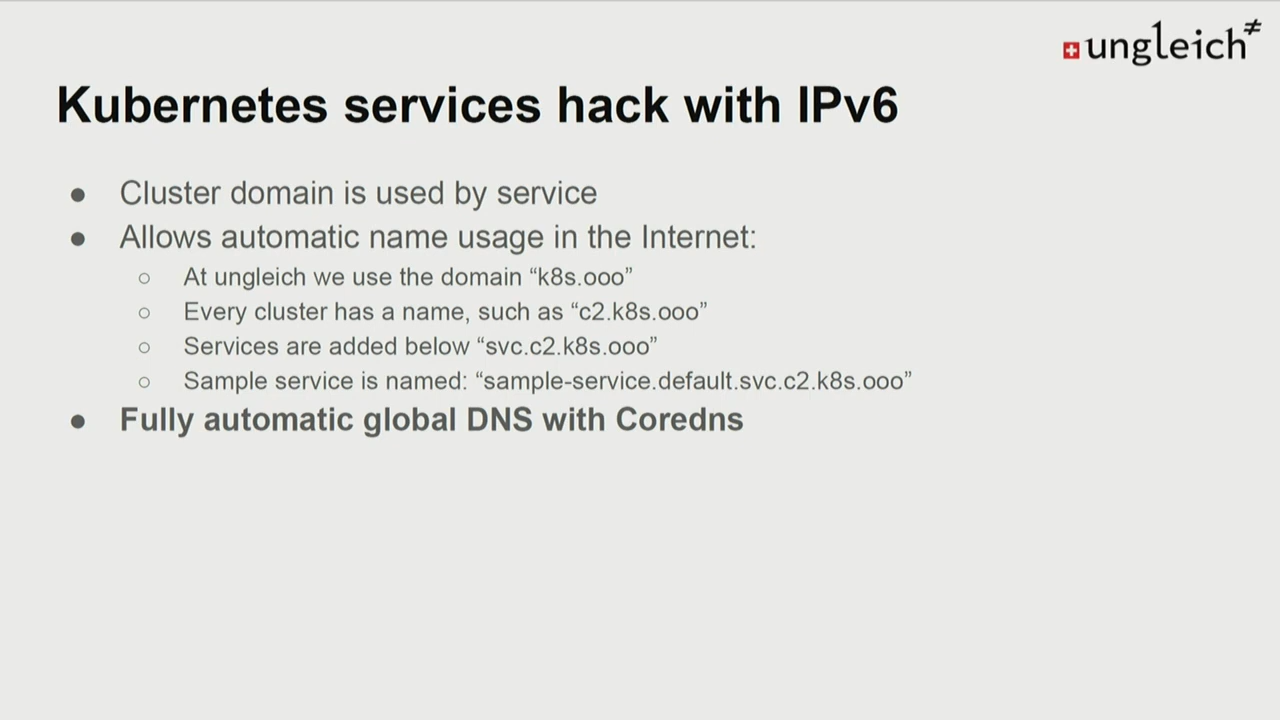 ungleich≠
Kubernetes services hack with IPv6
● Cluster domain is used by service
● Allows automatic name usage in the Internet:
○ At ungleich we use the domain “k8s.ooo”
○ Every cluster has a name, such as “c2.k8s.ooo”
○ Services are added below “svc.c2.k8s.ooo”
○ Sample service is named: “sample-service.default.svc.c2.k8s.ooo”
● Fully automatic global DNS with Coredns